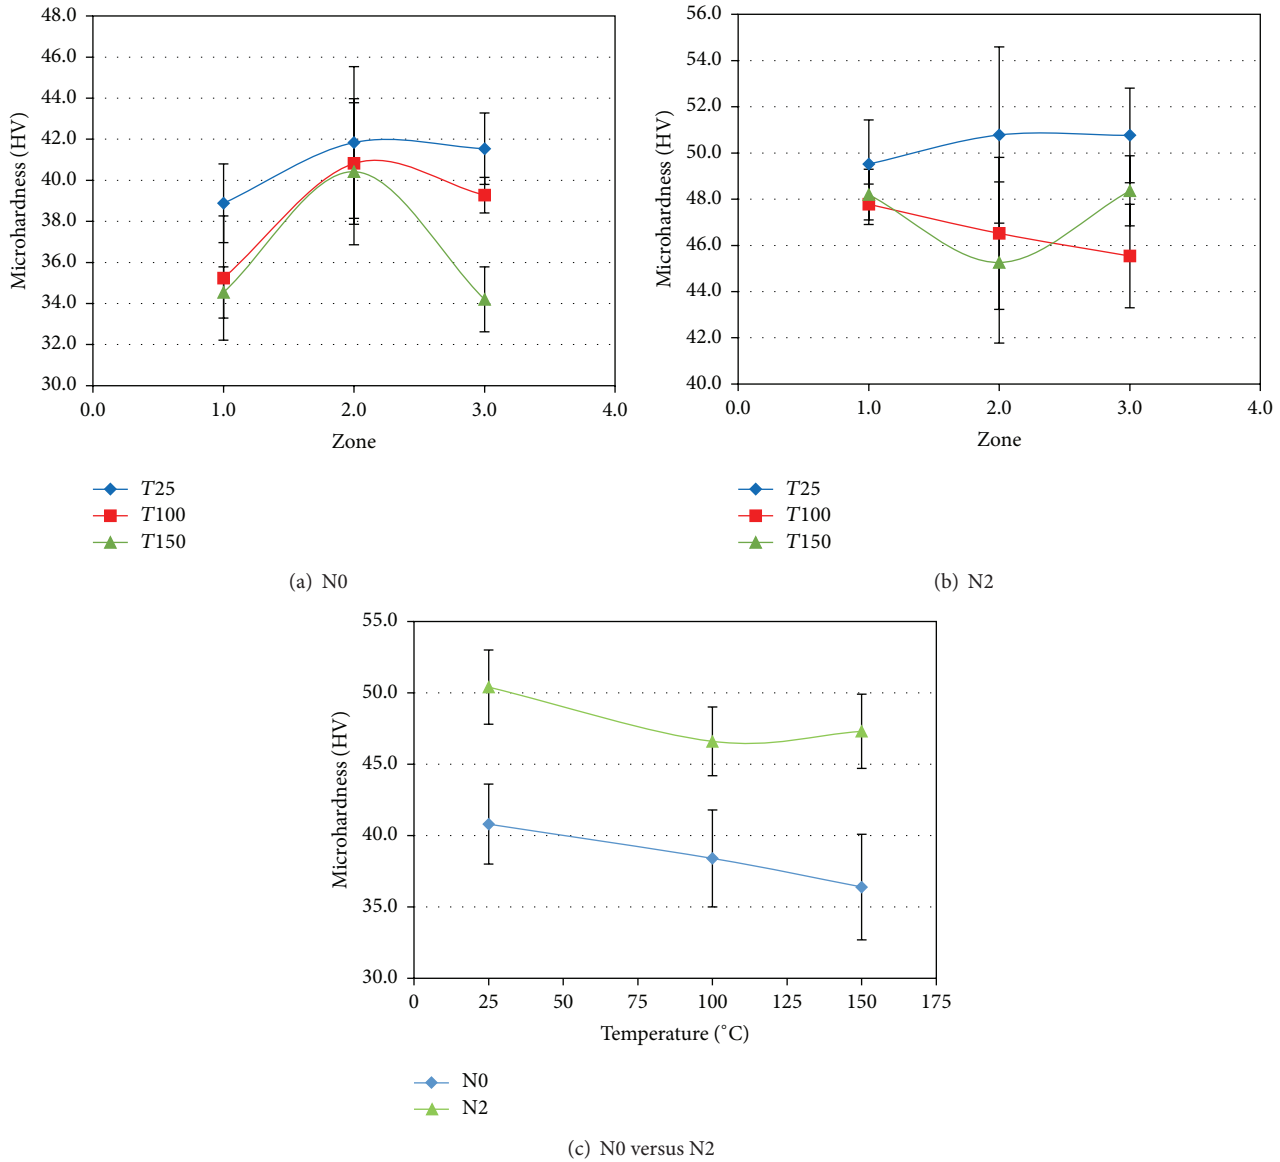 48.0
46.0
44.0
42.0
40.0
38.0
36.0
34.0
32.0
30.0
Microhardness (HV)
0.0 1.0 2.0 3.0 4.0
Zone
T25
T100
T150
(a) N0
56.0
54.0
52.0
50.0
48.0
46.0
44.0
42.0
40.0
Microhardness (HV)
0.0 1.0 2.0 3.0 4.0
Zone
T25
T100
T150
(b) N2
55.0
50.0
45.0
40.0
35.0
30.0
Microhardness (HV)
0 25 50 75 100 125 150 175
Temperature (°C)
N0
N2
(c) N0 versus N2